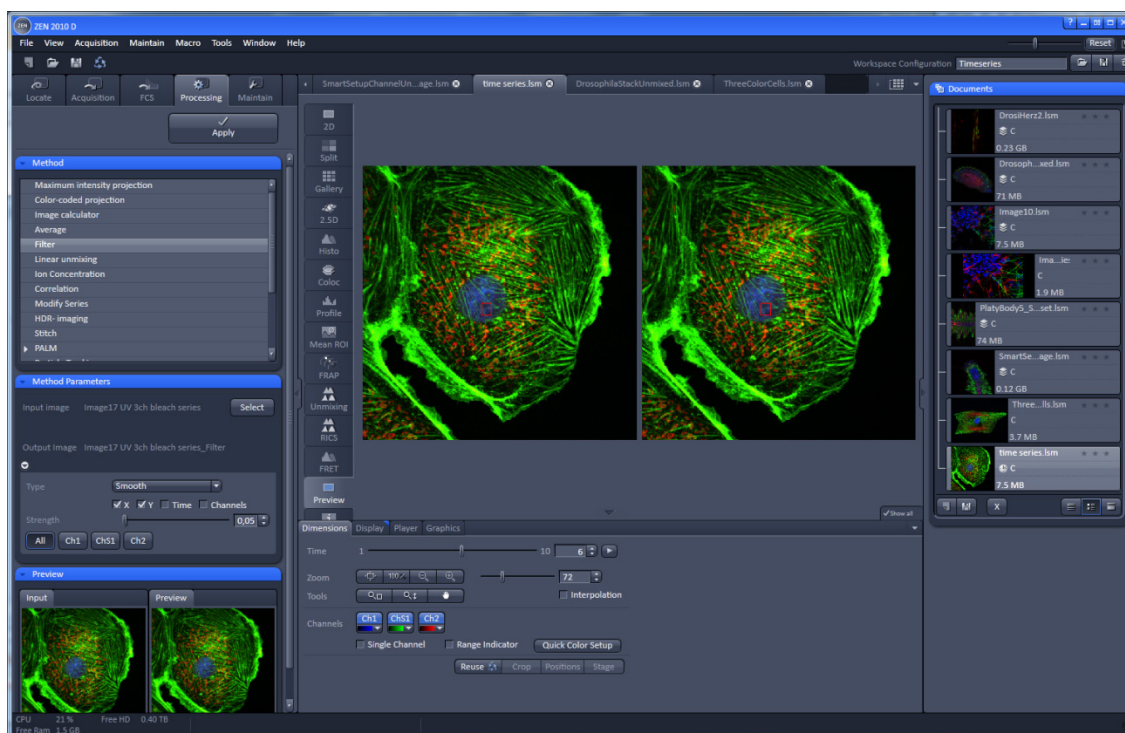 ZEN 2010 D
File View Acquisition Maintain Macro Tools Window Help
Reset
Workspace Configuration Timeseries
Locate Acquisition FCS Processing Maintain
Apply
Method
Maximum intensity projection
Color-coded projection
Image calculator
Average
Filter
Linear unmixing
Ion Concentration
Correlation
Modify Series
HDR- imaging
Stitch
PALM
Method Parameters
Input image Image17 UV 3ch bleach series Select
Output Image Image17 UV 3ch bleach series_Filter
Type Smooth
X Y Time Channels
Strength 0,05
All Ch1 ChS1 Ch2
Preview
Input Preview
CPU 21 % Free HD 0.40 TB
Free Ram 1.5 GB
SmartSetupChannelUn...age.lsm time series.lsm DrosophilaStackUnmixed.lsm ThreeColorCells.lsm
2D
Split
Gallery
2.5D
Histo
Coloc
Profile
Mean ROI
FRAP
Unmixing
RICS
FRET
Preview
Show all
Dimensions Display Player Graphics
Time 1 10 6
Zoom 100% 72
Tools Interpolation
Channels Ch1 ChS1 Ch2
Single Channel Range Indicator Quick Color Setup
Reuse Crop Positions Stage
Documents
DrosiHerz2.lsm
C
0.23 GB
Drosoph...xed.lsm
C
71 MB
Image10.lsm
C
7.5 MB
Ima...ie:
C
1.9 MB
PlatyBody5_S...set.lsm
C
74 MB
SmartSe...age.lsm
C
0.12 GB
Three...lls.lsm
C
3.7 MB
time series.lsm
C
7.5 MB
X